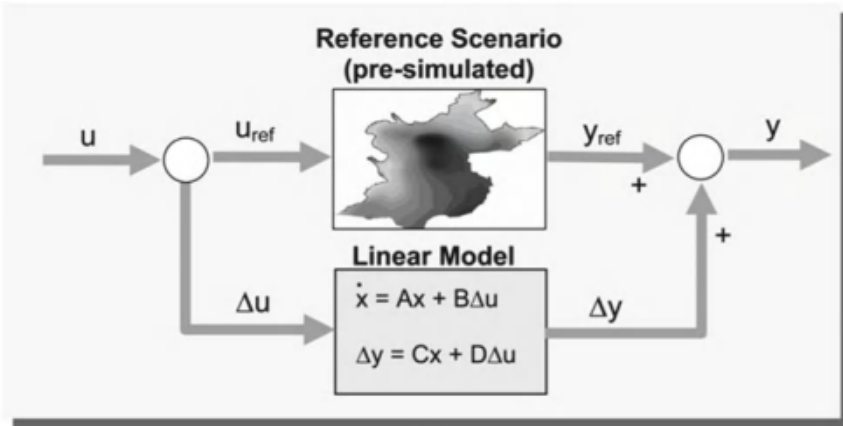 Reference Scenario
(pre-simulated)
u
u_ref
y_ref
y
+
+
Linear Model
ẋ = Ax + BΔu
Δy = Cx + DΔu
Δu
Δy